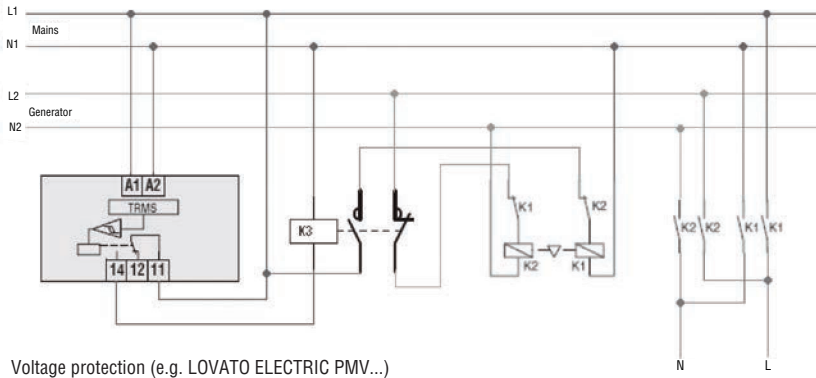 L1
Mains
N1
L2
Generator
N2
A1 A2
TRMS
14 12 11
K3
K1 K2
K2 K1
K2 K2 K1 K1
N L
Voltage protection (e.g. LOVATO ELECTRIC PMV...)